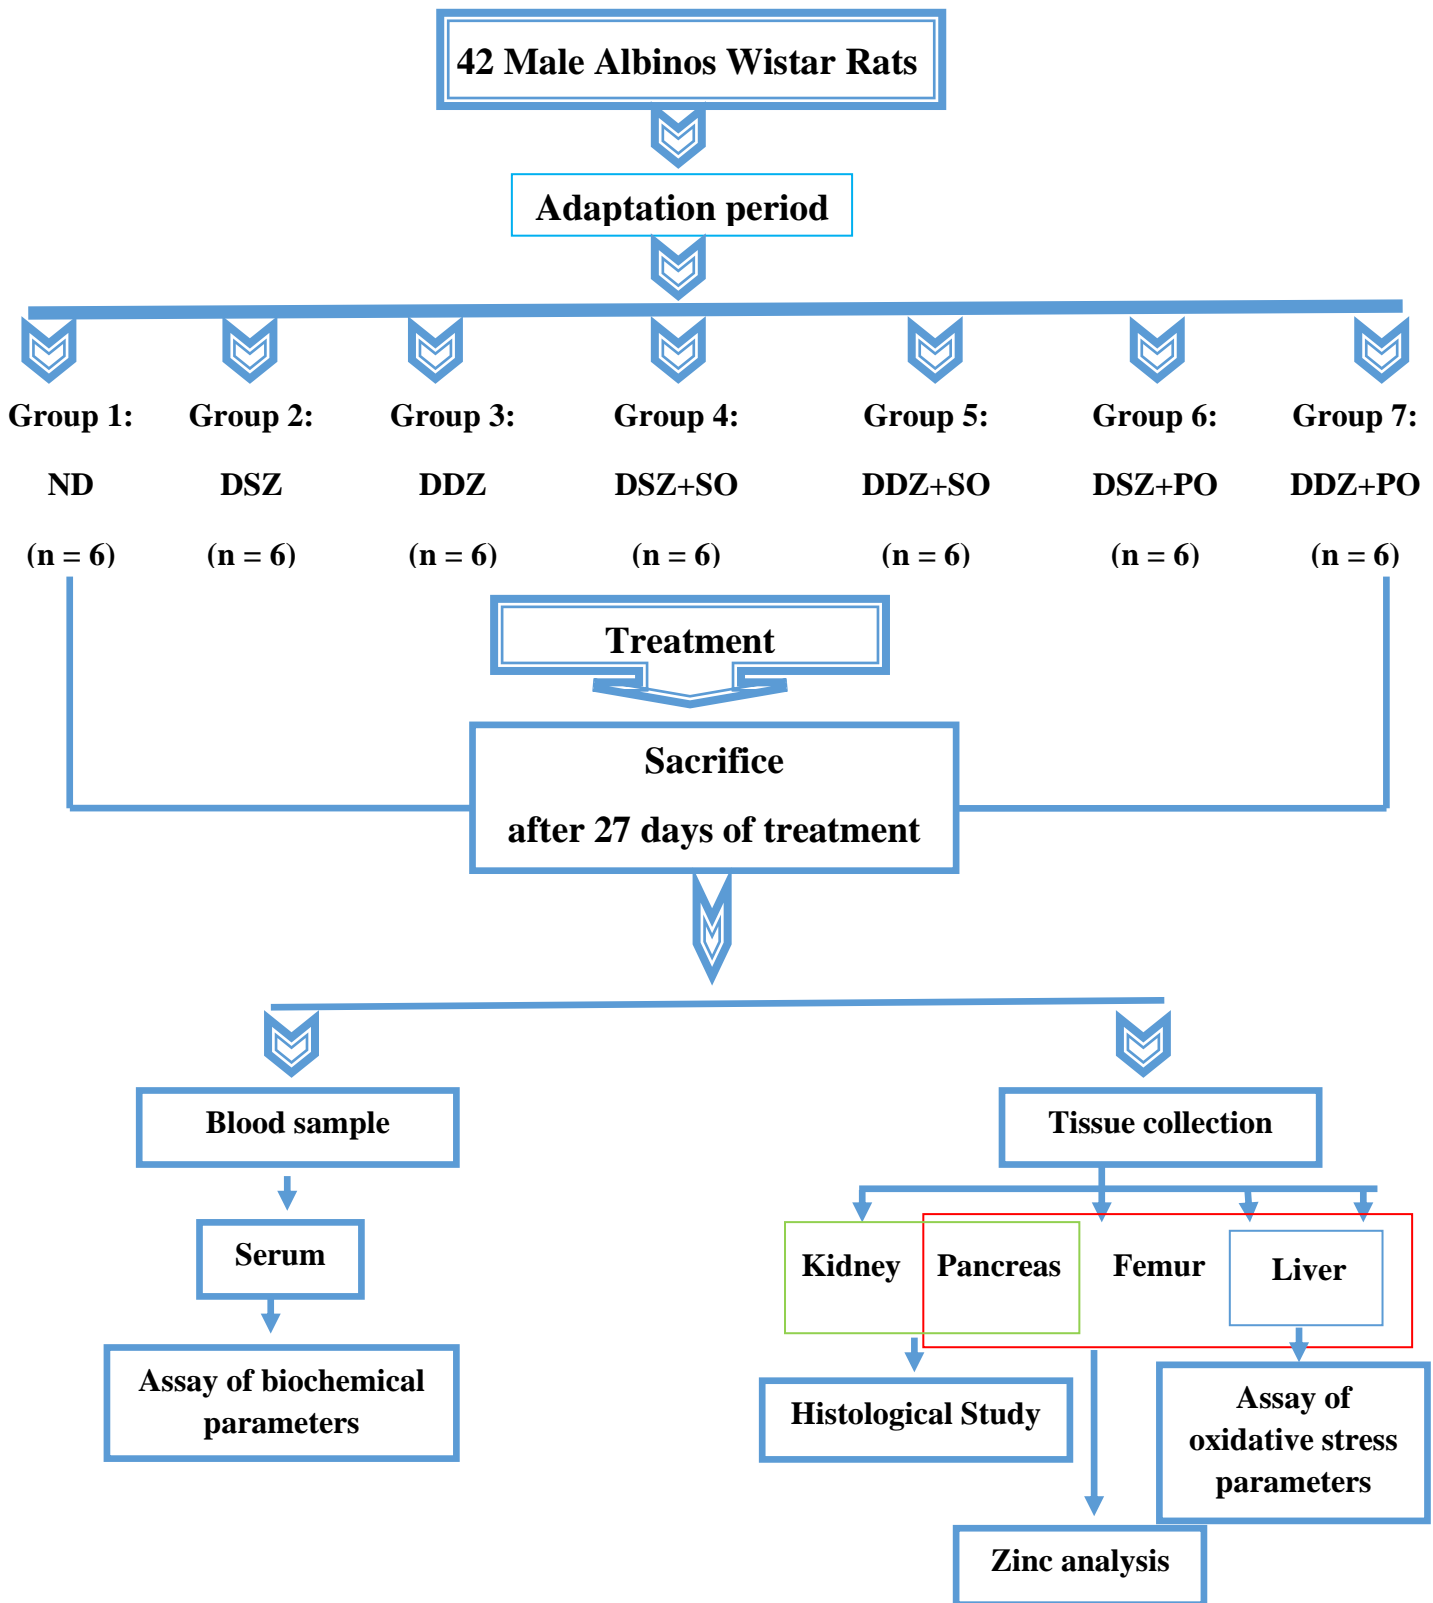 42 Male Albinos Wistar Rats
Adaptation period
Group 1: Group 2: Group 3: Group 4: Group 5: Group 6: Group 7:
ND DSZ DDZ DSZ+SO DDZ+SO DSZ+PO DDZ+PO
(n = 6) (n = 6) (n = 6) (n = 6) (n = 6) (n = 6) (n = 6)
Treatment
Sacrifice
after 27 days of treatment
Blood sample
Tissue collection
Serum
Kidney Pancreas Femur Liver
Assay of biochemical
parameters
Histological Study
Assay of
oxidative stress
parameters
Zinc analysis